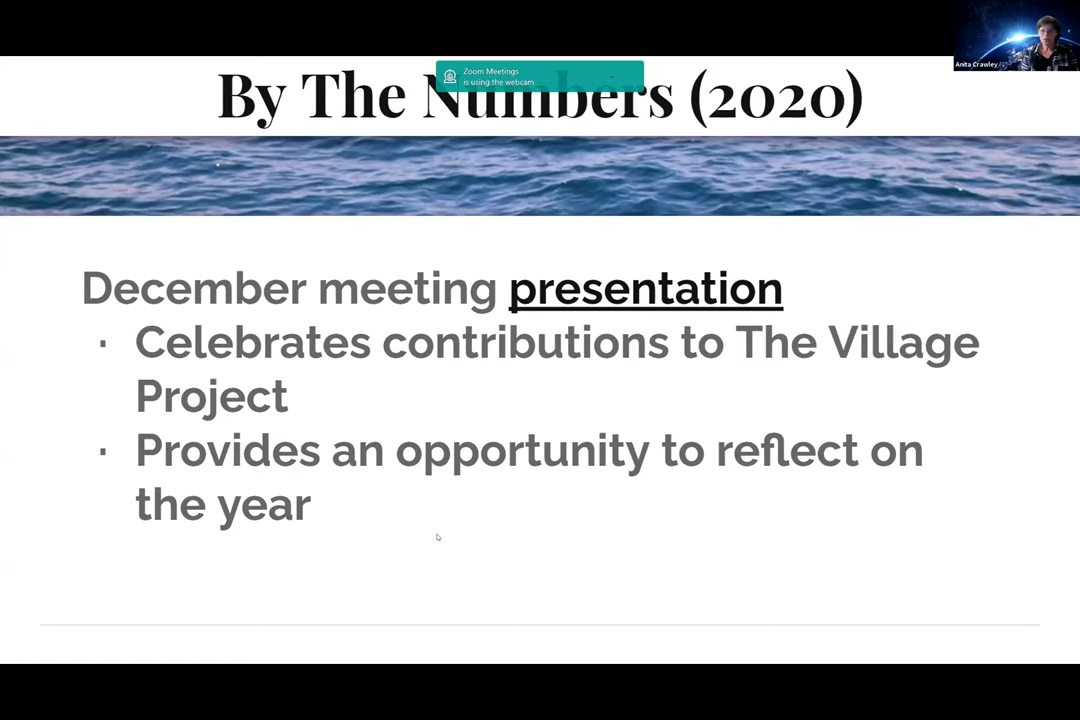 Zoom Meetings
is using the webcam
Anita Crawley
By The Numbers (2020)
December meeting presentation
· Celebrates contributions to The Village
Project
· Provides an opportunity to reflect on
the year